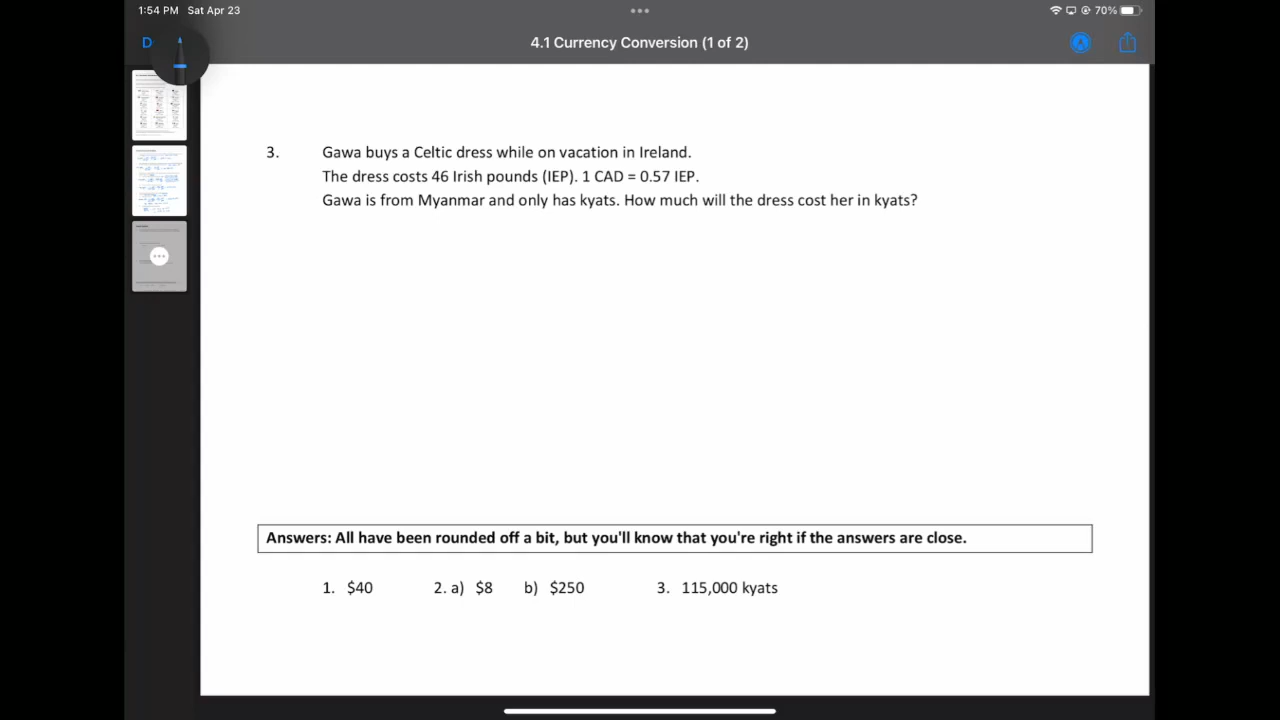 1:54 PM Sat Apr 23
70%
D
4.1 Currency Conversion (1 of 2)
3. Gawa buys a Celtic dress while on vacation in Ireland.
The dress costs 46 Irish pounds (IEP). 1 CAD = 0.57 IEP.
Gawa is from Myanmar and only has kyats. How much will the dress cost her in kyats?
Answers: All have been rounded off a bit, but you'll know that you're right if the answers are close.
1. $40 2. a) $8 b) $250 3. 115,000 kyats